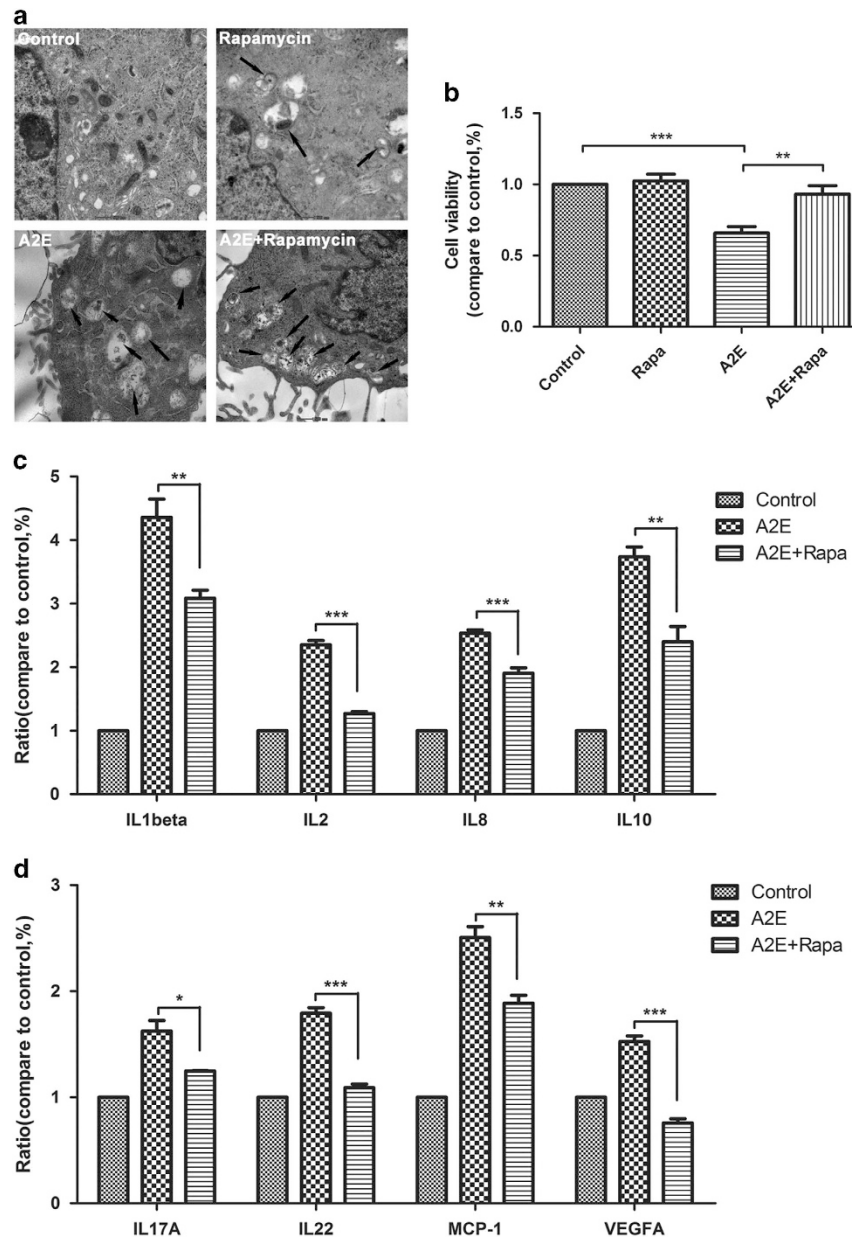 a
Control
Rapamycin
A2E
A2E+Rapamycin
b
Cell viability
(compare to control,%)
1.5
1.0
0.5
0.0
***
**
Control
Rapa
A2E
A2E+Rapa
c
Ratio(compare to control,%)
5
4
3
2
1
0
**
***
***
**
IL1beta
IL2
IL8
IL10
Control
A2E
A2E+Rapa
d
Ratio(compare to control,%)
3
2
1
0
*
***
**
***
IL17A
IL22
MCP-1
VEGFA
Control
A2E
A2E+Rapa